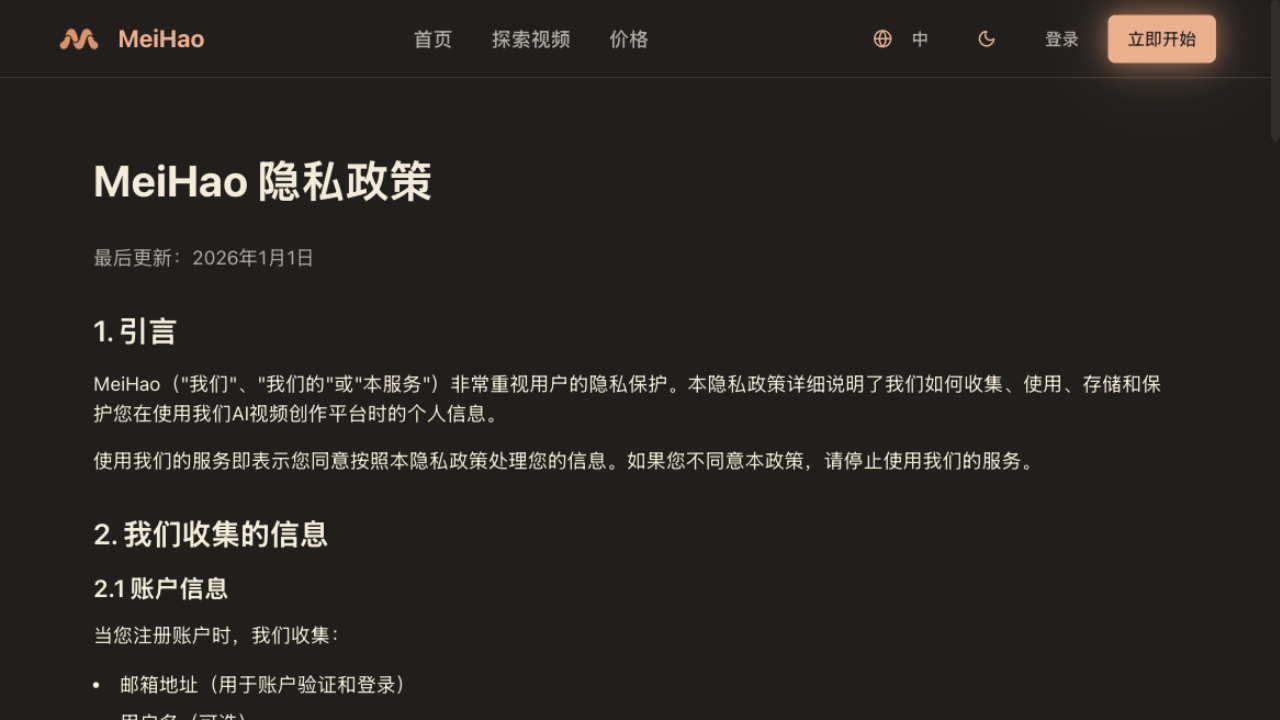 MeiHao
首页
探索视频
价格
中
登录
立即开始
MeiHao 隐私政策
最后更新：2026年1月1日
1. 引言
MeiHao（"我们"、"我们的"或"本服务"）非常重视用户的隐私保护。本隐私政策详细说明了我们如何收集、使用、存储和保
护您在使用我们AI视频创作平台时的个人信息。
使用我们的服务即表示您同意按照本隐私政策处理您的信息。如果您不同意本政策，请停止使用我们的服务。
2. 我们收集的信息
2.1 账户信息
当您注册账户时，我们收集：
• 邮箱地址（用于账户验证和登录）
用户名（可选）